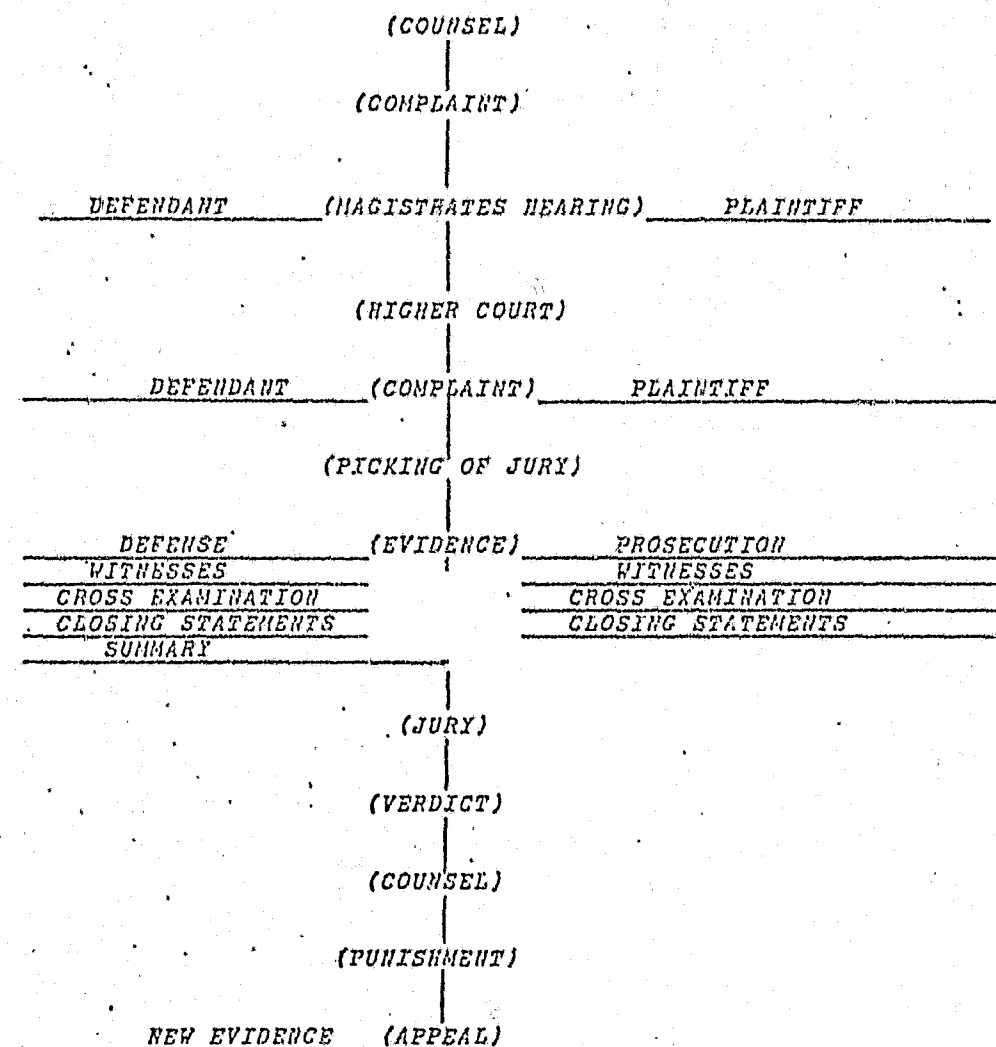 (COUNSEL)
(COMPLAINT)
DEFENDANT (MAGISTRATES HEARING) PLAINTIFF
(HIGHER COURT)
DEFENDANT (COMPLAINT) PLAINTIFF
(PICKING OF JURY)
DEFENSE (EVIDENCE) PROSECUTION
WITNESSES WITNESSES
CROSS EXAMINATION CROSS EXAMINATION
CLOSING STATEMENTS CLOSING STATEMENTS
SUMMARY
(JURY)
(VERDICT)
(COUNSEL)
(PUNISHMENT)
NEW EVIDENCE (APPEAL)